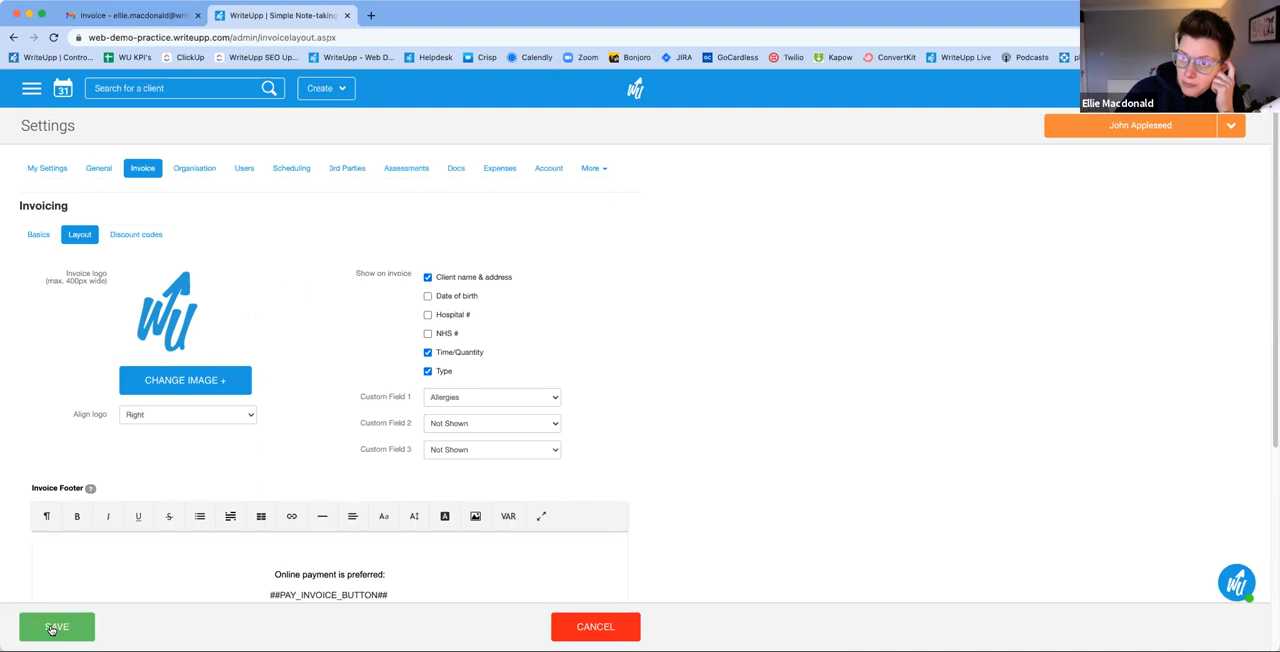 Invoice - ellie.macdonald@writ
WriteUpp | Simple Note-taking
web-demo-practice.writeupp.com/admin/invoicelayout.aspx
WriteUpp | Contro... WU KPI's ClickUp WriteUpp SEO Up... WriteUpp - Web D... Helpdesk Crisp Calendly Zoom Bonjoro JIRA GoCardless Twilio Kapow ConvertKit WriteUpp Live Podcasts
31 Search for a client Create
Ellie Macdonald
Settings
John Appleseed
My Settings General Invoice Organisation Users Scheduling 3rd Parties Assessments Docs Expenses Account More
Invoicing
Basics Layout Discount codes
Invoice logo
(max. 400px wide)
WU
CHANGE IMAGE +
Align logo Right
Show on invoice Client name & address
Date of birth
Hospital #
NHS #
Time/Quantity
Type
Custom Field 1 Allergies
Custom Field 2 Not Shown
Custom Field 3 Not Shown
Invoice Footer ?
¶ B I U S Aa A VAR
Online payment is preferred:
##PAY_INVOICE_BUTTON##
SAVE CANCEL